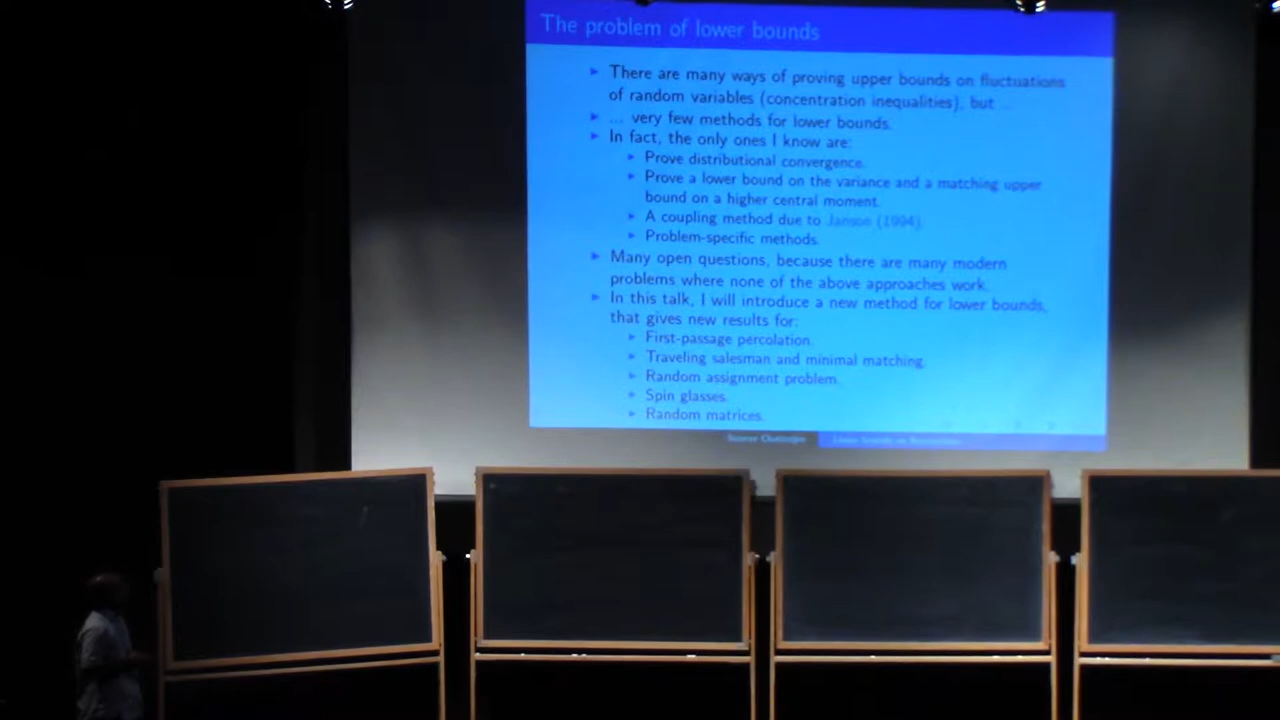 The problem of lower bounds
There are many ways of proving upper bounds on fluctuations
of random variables (concentration inequalities), but ...
... very few methods for lower bounds.
In fact, the only ones I know are:
Prove distributional convergence.
Prove a lower bound on the variance and a matching upper
bound on a higher central moment.
A coupling method due to Janson (1994).
Problem-specific methods.
Many open questions, because there are many modern
problems where none of the above approaches work.
In this talk, I will introduce a new method for lower bounds,
that gives new results for:
First-passage percolation.
Traveling salesman and minimal matching.
Random assignment problem.
Spin glasses.
Random matrices.
Sourav Chatterjee